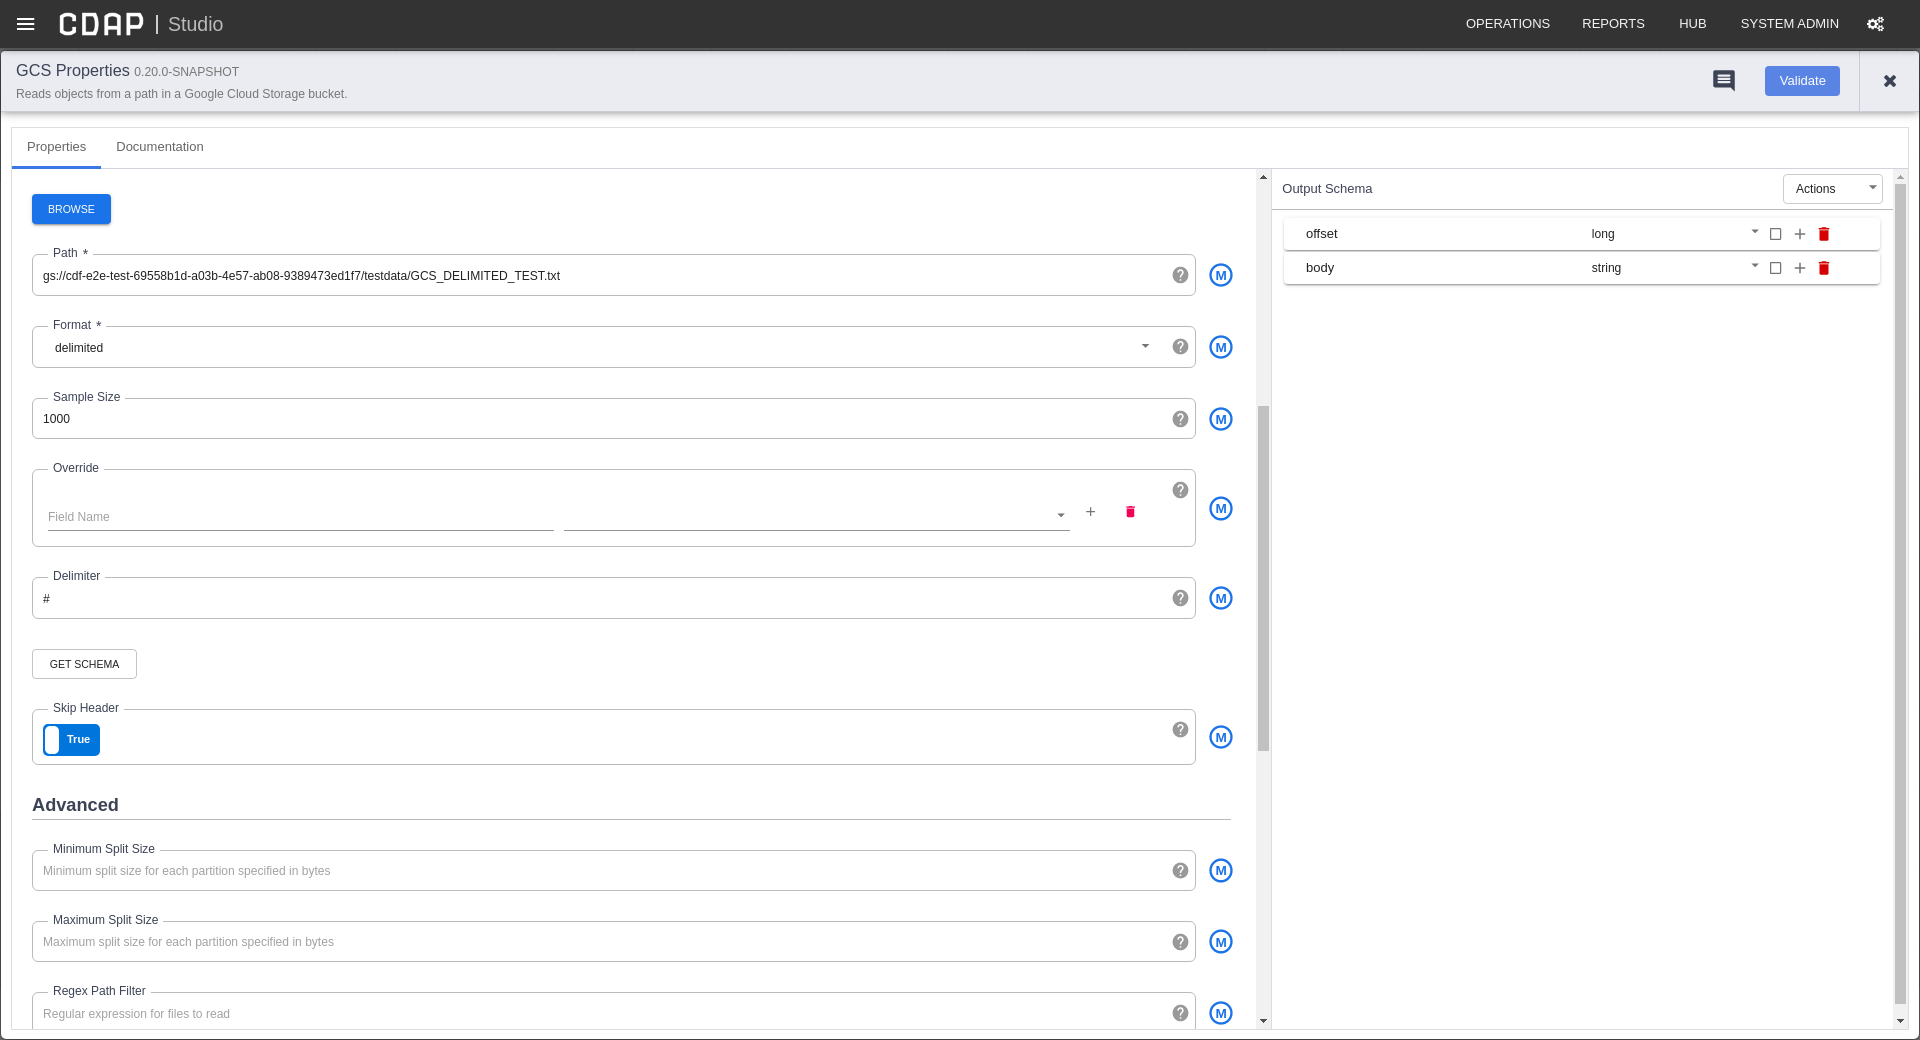 CDAP | Studio
OPERATIONS REPORTS HUB SYSTEM ADMIN
GCS Properties 0.20.0-SNAPSHOT
Reads objects from a path in a Google Cloud Storage bucket.
Validate
Properties Documentation
BROWSE
Path *
gs://cdf-e2e-test-69558b1d-a03b-4e57-ab08-9389473ed1f7/testdata/GCS_DELIMITED_TEST.txt
M
Format *
delimited
M
Sample Size
1000
M
Override
Field Name
M
Delimiter
#
M
GET SCHEMA
Skip Header
True
M
Advanced
Minimum Split Size
Minimum split size for each partition specified in bytes
M
Maximum Split Size
Maximum split size for each partition specified in bytes
M
Regex Path Filter
Regular expression for files to read
M
Output Schema
Actions
offset long
body string